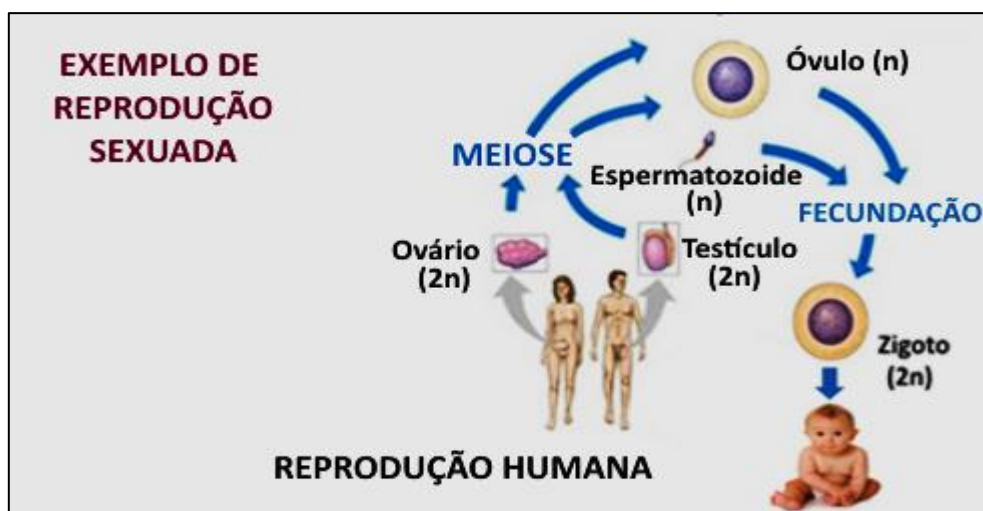 EXEMPLO DE
REPRODUÇÃO
SEXUADA
Óvulo (n)
MEIOSE
Espermatozoide
(n)
FECUNDAÇÃO
Ovário
(2n)
Testículo
(2n)
Zigoto
(2n)
REPRODUÇÃO HUMANA